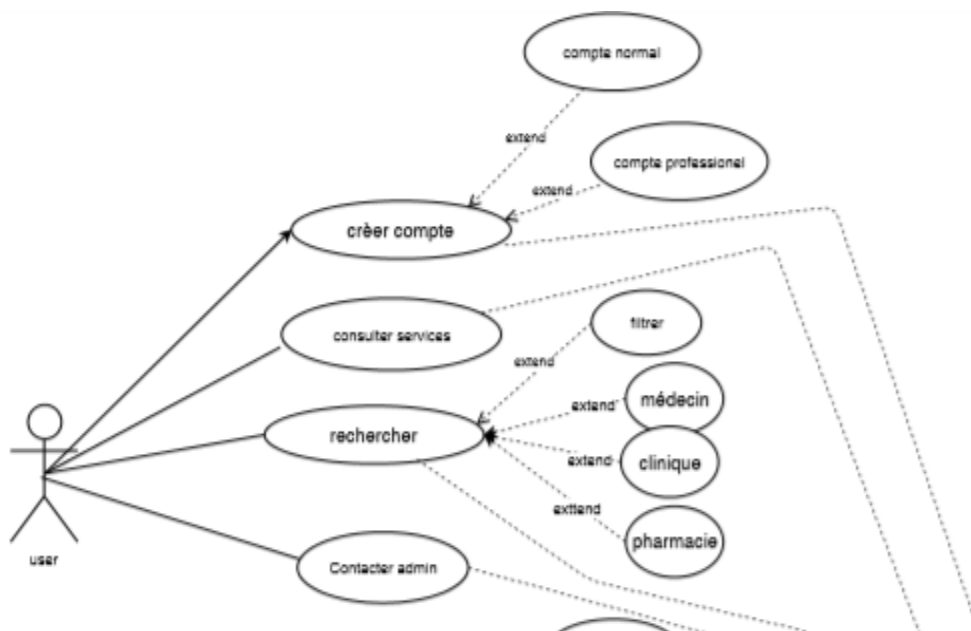 compte normal
extend
compte professionel
extend
crèer compte
consulter services
filtrer
extend
médecin
extend
rechercher
clinique
extend
exttend
pharmacie
user
Contacter admin